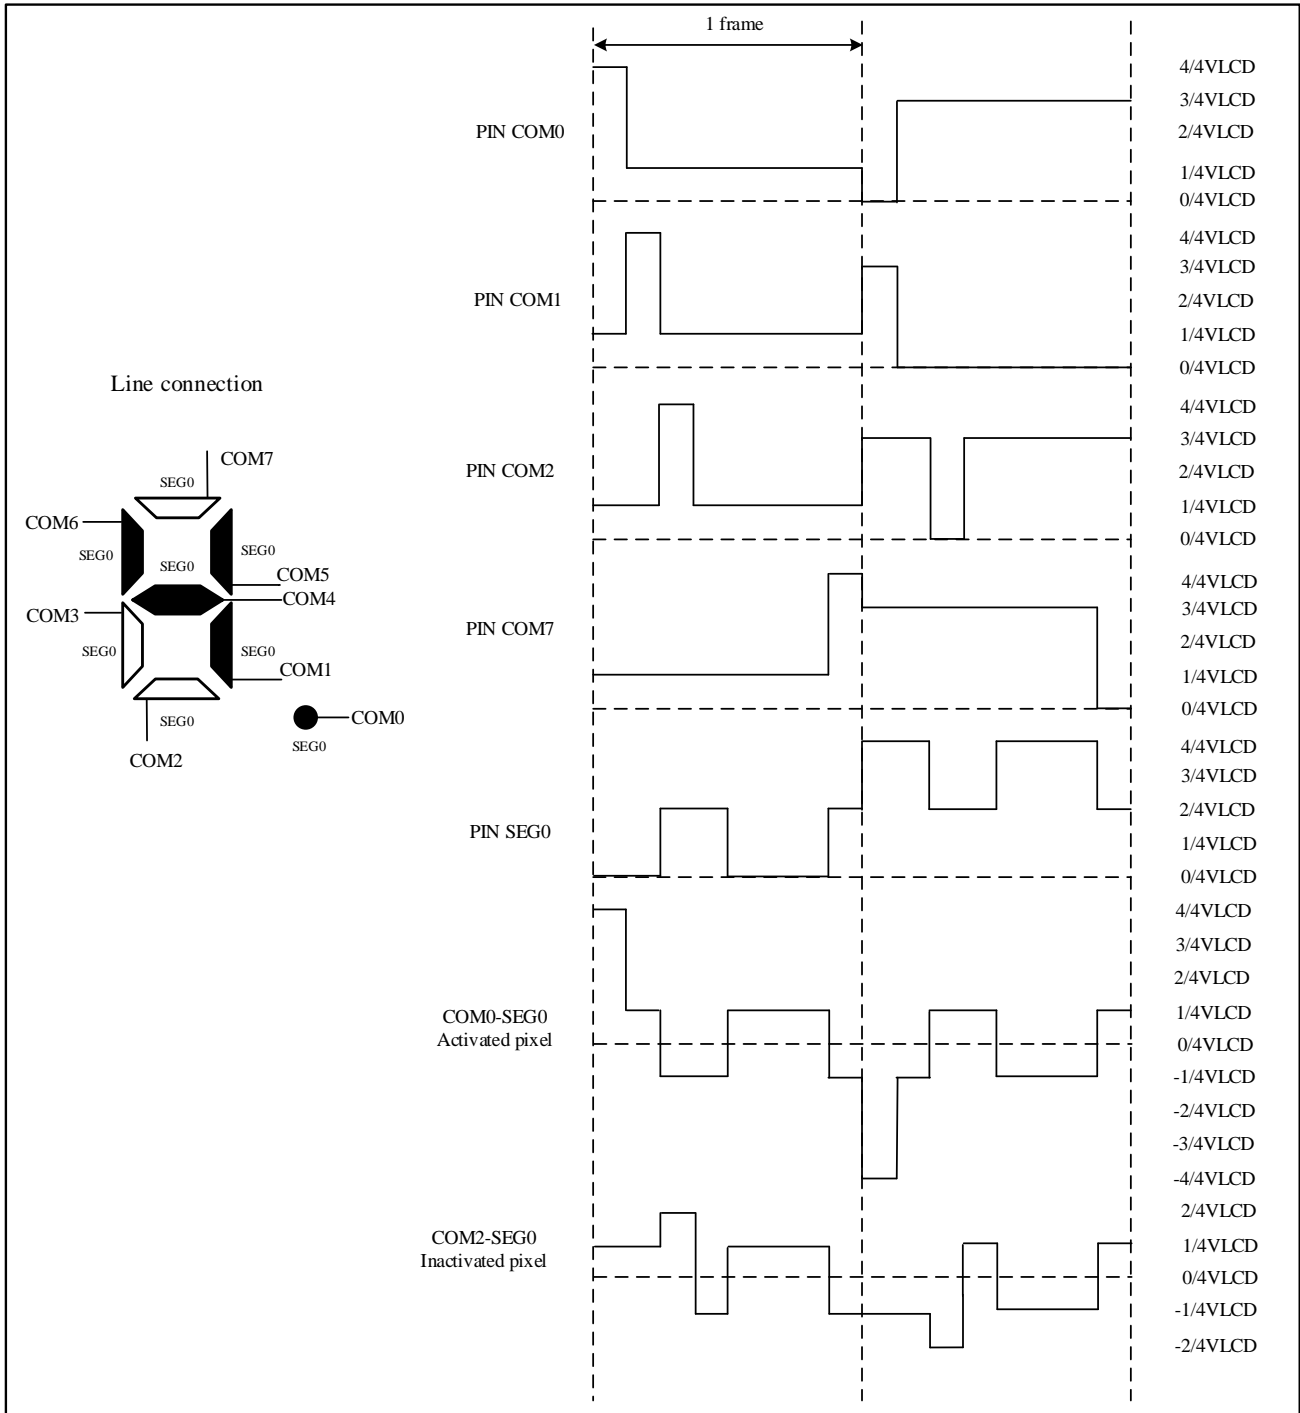 1 frame
PIN COM0
4/4VLCD
3/4VLCD
2/4VLCD
1/4VLCD
0/4VLCD
PIN COM1
4/4VLCD
3/4VLCD
2/4VLCD
1/4VLCD
0/4VLCD
Line connection
COM7
SEG0
COM6
SEG0
SEG0
SEG0
COM5
COM4
COM3
SEG0
SEG0
COM1
SEG0
COM0
SEG0
COM2
PIN COM2
4/4VLCD
3/4VLCD
2/4VLCD
1/4VLCD
0/4VLCD
PIN COM7
4/4VLCD
3/4VLCD
2/4VLCD
1/4VLCD
0/4VLCD
PIN SEG0
4/4VLCD
3/4VLCD
2/4VLCD
1/4VLCD
0/4VLCD
COM0-SEG0
Activated pixel
4/4VLCD
3/4VLCD
2/4VLCD
1/4VLCD
0/4VLCD
-1/4VLCD
-2/4VLCD
-3/4VLCD
-4/4VLCD
COM2-SEG0
Inactivated pixel
2/4VLCD
1/4VLCD
0/4VLCD
-1/4VLCD
-2/4VLCD